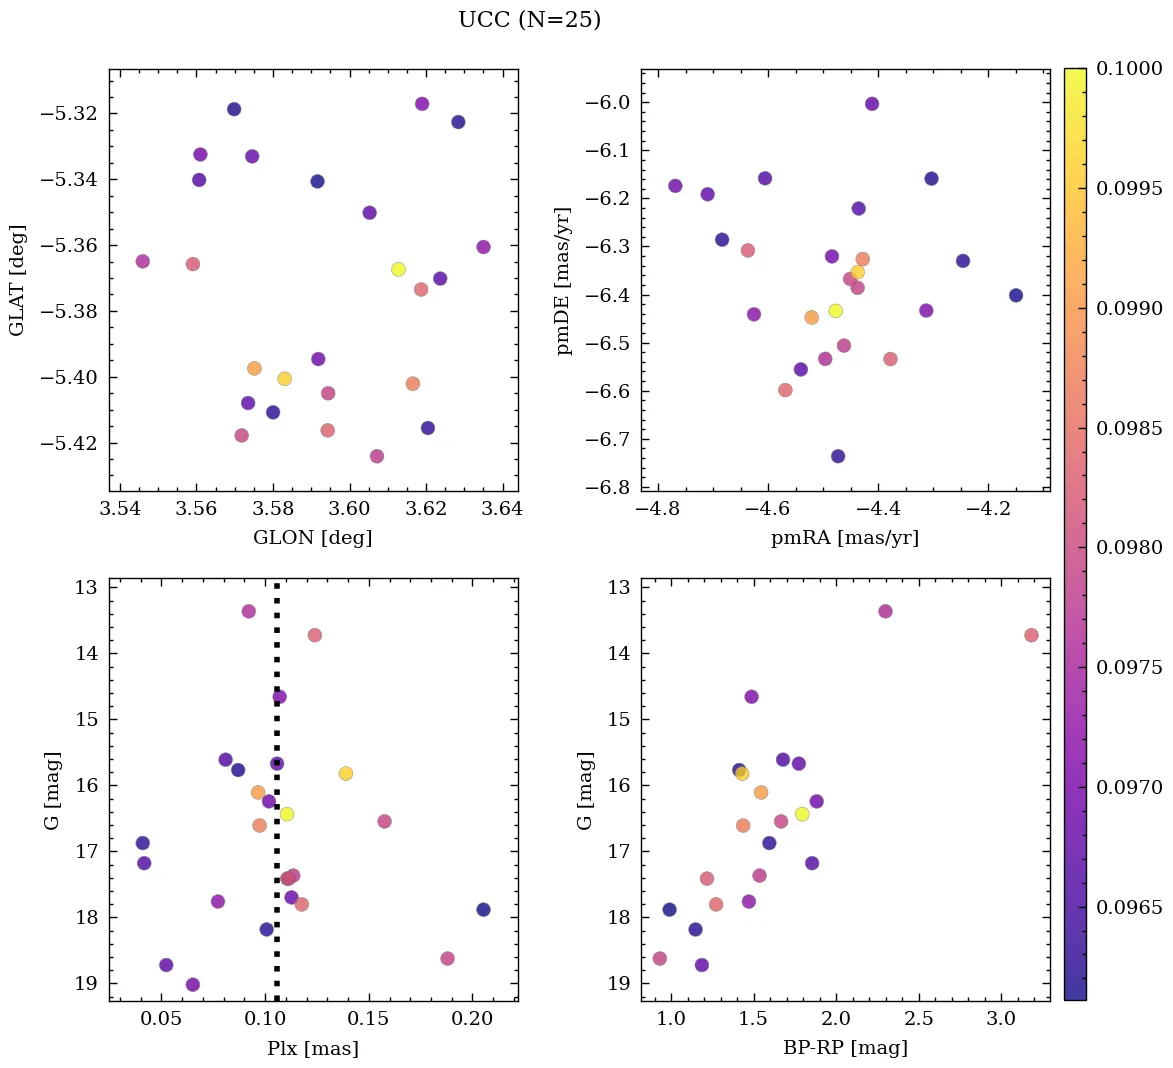 UCC (N=25)
−5.32
−5.34
−5.36
−5.38
−5.40
−5.42
GLAT [deg]
3.54 3.56 3.58 3.60 3.62 3.64
GLON [deg]
−6.0
−6.1
−6.2
−6.3
−6.4
−6.5
−6.6
−6.7
−6.8
pmDE [mas/yr]
−4.8 −4.6 −4.4 −4.2
pmRA [mas/yr]
13
14
15
16
17
18
19
G [mag]
0.05 0.10 0.15 0.20
Plx [mas]
13
14
15
16
17
18
19
G [mag]
1.0 1.5 2.0 2.5 3.0
BP-RP [mag]
0.1000
0.0995
0.0990
0.0985
0.0980
0.0975
0.0970
0.0965